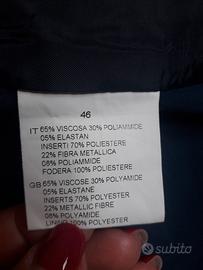 46
IT 65% VISCOSA 30% POLIAMMIDE
05% ELASTAN
INSERTI 70% POLIESTERE
22% FIBRA METALLICA
08% POLIAMMIDE
FODERA 100% POLIESTERE
GB 65% VISCOSE 30% POLYAMIDE
05% ELASTANE
INSERTS 70% POLYESTER
22% METALLIC FIBRE
08% POLYAMIDE
LINING 100% POLYESTER
subito